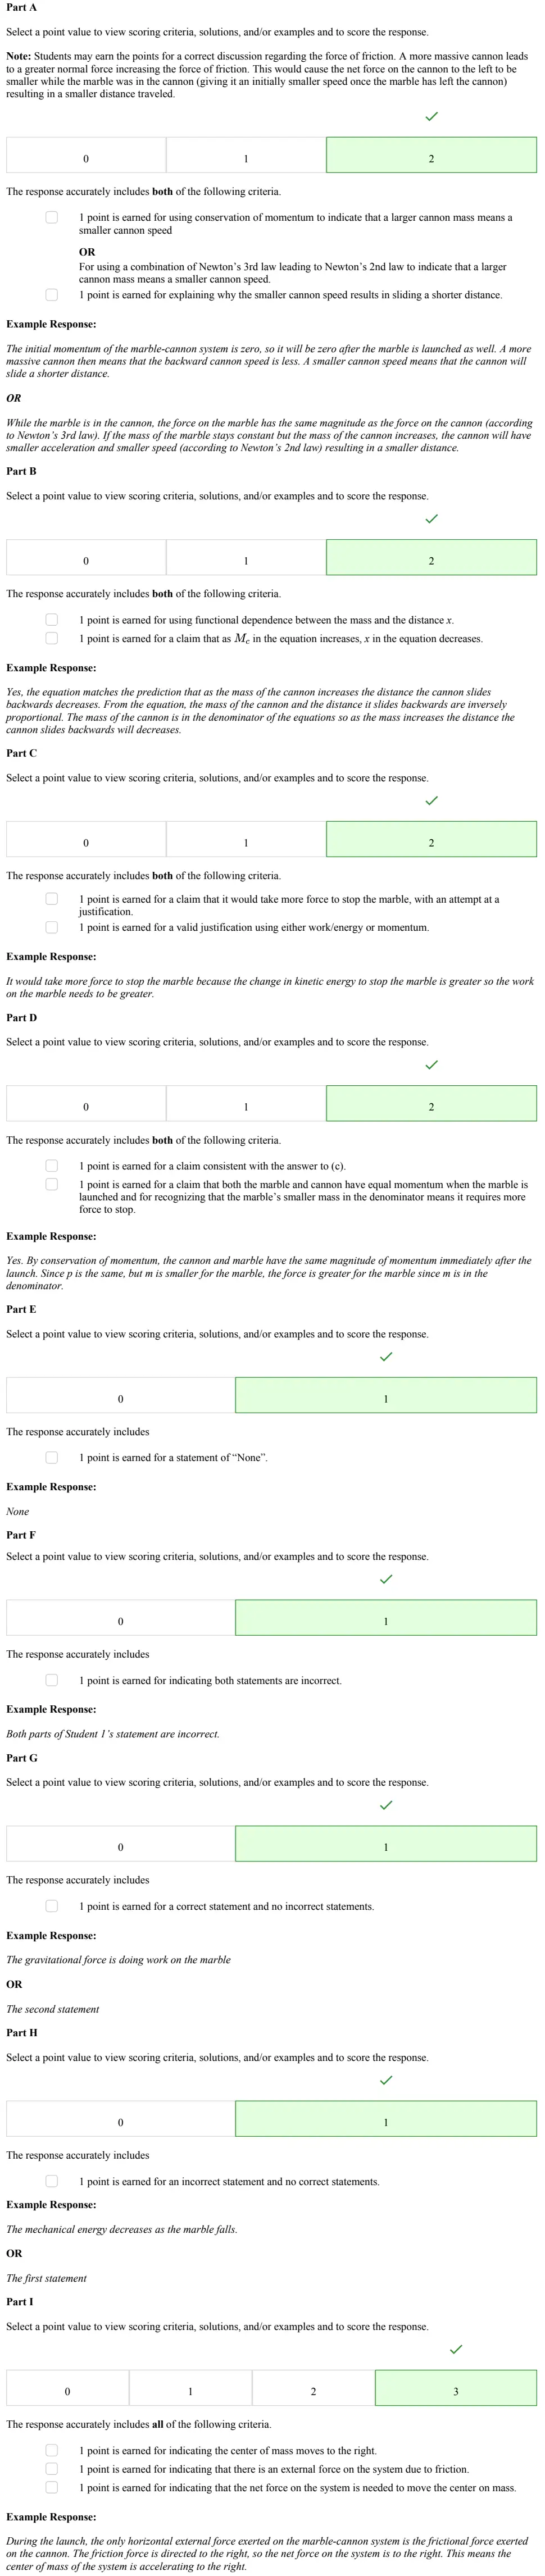 Part A
Select a point value to view scoring criteria, solutions, and/or examples and to score the response.
Note: Students may earn the points for a correct discussion regarding the force of friction. A more massive cannon leads
to a greater normal force increasing the force of friction. This would cause the net force on the cannon to the left to be
smaller while the marble was in the cannon (giving it an initially smaller speed once the marble has left the cannon)
resulting in a smaller distance traveled.
0 1 2
The response accurately includes both of the following criteria.
1 point is earned for using conservation of momentum to indicate that a larger cannon mass means a
smaller cannon speed
OR
For using a combination of Newton's 3rd law leading to Newton's 2nd law to indicate that a larger
cannon mass means a smaller cannon speed.
1 point is earned for explaining why the smaller cannon speed results in sliding a shorter distance.
Example Response:
The initial momentum of the marble-cannon system is zero, so it will be zero after the marble is launched as well. A more
massive cannon then means that the backward cannon speed is less. A smaller cannon speed means that the cannon will
slide a shorter distance.
OR
While the marble is in the cannon, the force on the marble has the same magnitude as the force on the cannon (according
to Newton's 3rd law). If the mass of the marble stays constant but the mass of the cannon increases, the cannon will have
smaller acceleration and smaller speed (according to Newton's 2nd law) resulting in a smaller distance.
Part B
Select a point value to view scoring criteria, solutions, and/or examples and to score the response.
0 1 2
The response accurately includes both of the following criteria.
1 point is earned for using functional dependence between the mass and the distance x.
1 point is earned for a claim that as M_c in the equation increases, x in the equation decreases.
Example Response:
Yes, the equation matches the prediction that as the mass of the cannon increases the distance the cannon slides
backwards decreases. From the equation, the mass of the cannon and the distance it slides backwards are inversely
proportional. The mass of the cannon is in the denominator of the equations so as the mass increases the distance the
cannon slides backwards will decreases.
Part C
Select a point value to view scoring criteria, solutions, and/or examples and to score the response.
0 1 2
The response accurately includes both of the following criteria.
1 point is earned for a claim that it would take more force to stop the marble, with an attempt at a
justification.
1 point is earned for a valid justification using either work/energy or momentum.
Example Response:
It would take more force to stop the marble because the change in kinetic energy to stop the marble is greater so the work
on the marble needs to be greater.
Part D
Select a point value to view scoring criteria, solutions, and/or examples and to score the response.
0 1 2
The response accurately includes both of the following criteria.
1 point is earned for a claim consistent with the answer to (c).
1 point is earned for a claim that both the marble and cannon have equal momentum when the marble is
launched and for recognizing that the marble's smaller mass in the denominator means it requires more
force to stop.
Example Response:
Yes. By conservation of momentum, the cannon and marble have the same magnitude of momentum immediately after the
launch. Since p is the same, but m is smaller for the marble, the force is greater for the marble since m is in the
denominator.
Part E
Select a point value to view scoring criteria, solutions, and/or examples and to score the response.
0 1
The response accurately includes
1 point is earned for a statement of "None".
Example Response:
None
Part F
Select a point value to view scoring criteria, solutions, and/or examples and to score the response.
0 1
The response accurately includes
1 point is earned for indicating both statements are incorrect.
Example Response:
Both parts of Student 1's statement are incorrect.
Part G
Select a point value to view scoring criteria, solutions, and/or examples and to score the response.
0 1
The response accurately includes
1 point is earned for a correct statement and no incorrect statements.
Example Response:
The gravitational force is doing work on the marble
OR
The second statement
Part H
Select a point value to view scoring criteria, solutions, and/or examples and to score the response.
0 1
The response accurately includes
1 point is earned for an incorrect statement and no correct statements.
Example Response:
The mechanical energy decreases as the marble falls.
OR
The first statement
Part I
Select a point value to view scoring criteria, solutions, and/or examples and to score the response.
0 1 2 3
The response accurately includes all of the following criteria.
1 point is earned for indicating the center of mass moves to the right.
1 point is earned for indicating that there is an external force on the system due to friction.
1 point is earned for indicating that the net force on the system is needed to move the center on mass.
Example Response:
During the launch, the only horizontal external force exerted on the marble-cannon system is the frictional force exerted
on the cannon. The friction force is directed to the right, so the net force on the system is to the right. This means the
center of mass of the system is accelerating to the right.